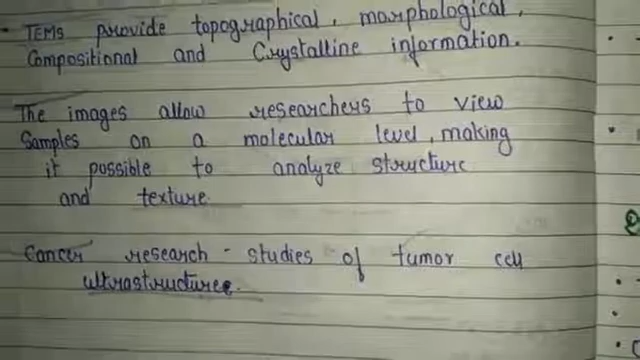 • TEMs provide topographical, morphological,
Compositional and Crystalline information.
The images allow researchers to view
Samples on a molecular level, making
it possible to analyze structure
and texture.
Cancer research - studies of tumor cell
ultrastructure.